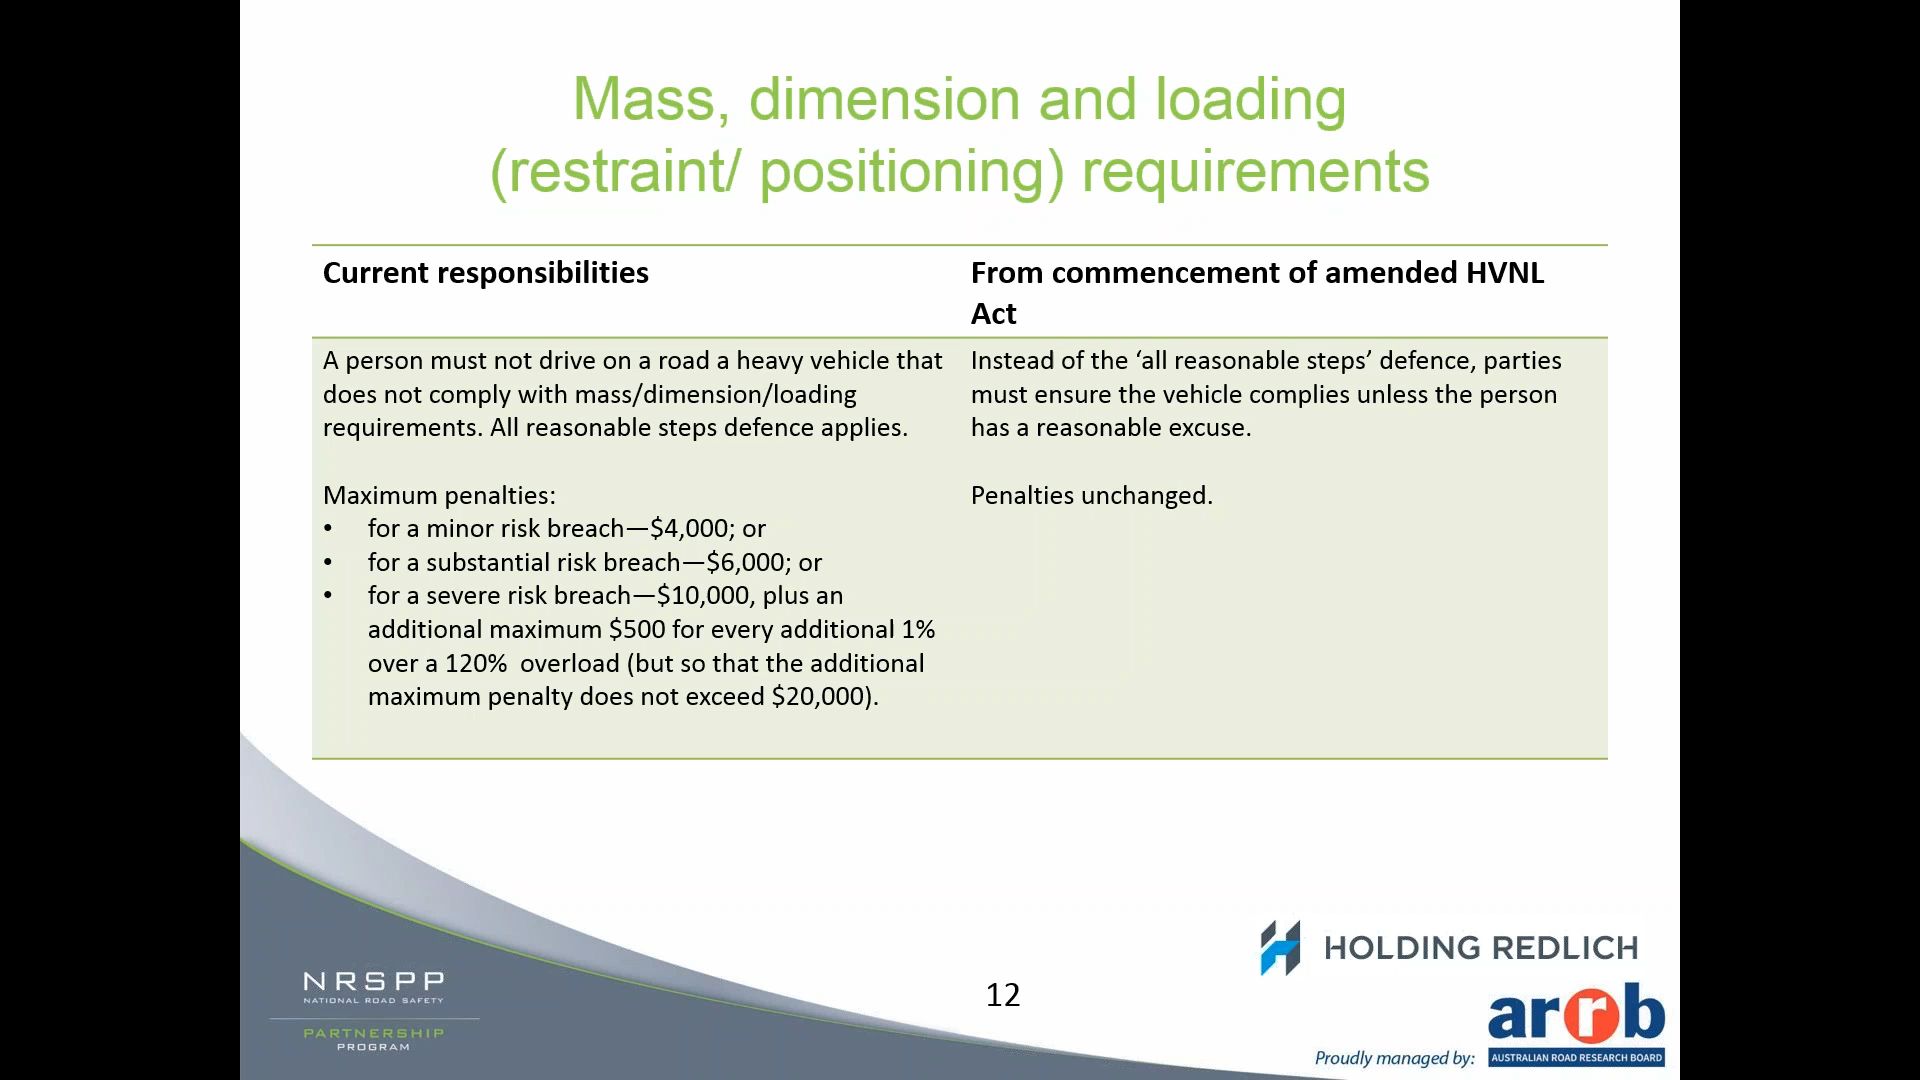 Mass, dimension and loading
(restraint/ positioning) requirements
Current responsibilities
From commencement of amended HVNL
Act
A person must not drive on a road a heavy vehicle that
does not comply with mass/dimension/loading
requirements. All reasonable steps defence applies.
Maximum penalties:
• for a minor risk breach—$4,000; or
• for a substantial risk breach—$6,000; or
• for a severe risk breach—$10,000, plus an
additional maximum $500 for every additional 1%
over a 120%  overload (but so that the additional
maximum penalty does not exceed $20,000).
Instead of the ‘all reasonable steps’ defence, parties
must ensure the vehicle complies unless the person
has a reasonable excuse.
Penalties unchanged.
NRSPP
NATIONAL ROAD SAFETY
PARTNERSHIP
PROGRAM
12
HOLDING REDLICH
arrb
Proudly managed by:
AUSTRALIAN ROAD RESEARCH BOARD